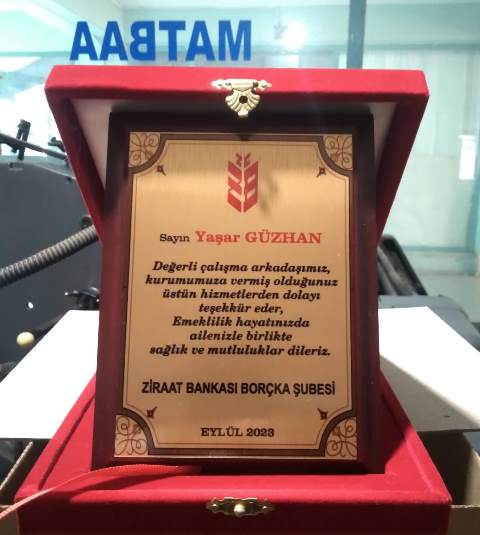 MATBAA
Sayın Yaşar GÜZHAN
Değerli çalışma arkadaşımız,
kurumumuza vermiş olduğunuz
üstün hizmetlerden dolayı
teşekkür eder,
Emeklilik hayatınızda
ailenizle birlikte
sağlık ve mutluluklar dileriz.
ZİRAAT BANKASI BORÇKA ŞUBESİ
EYLÜL 2023